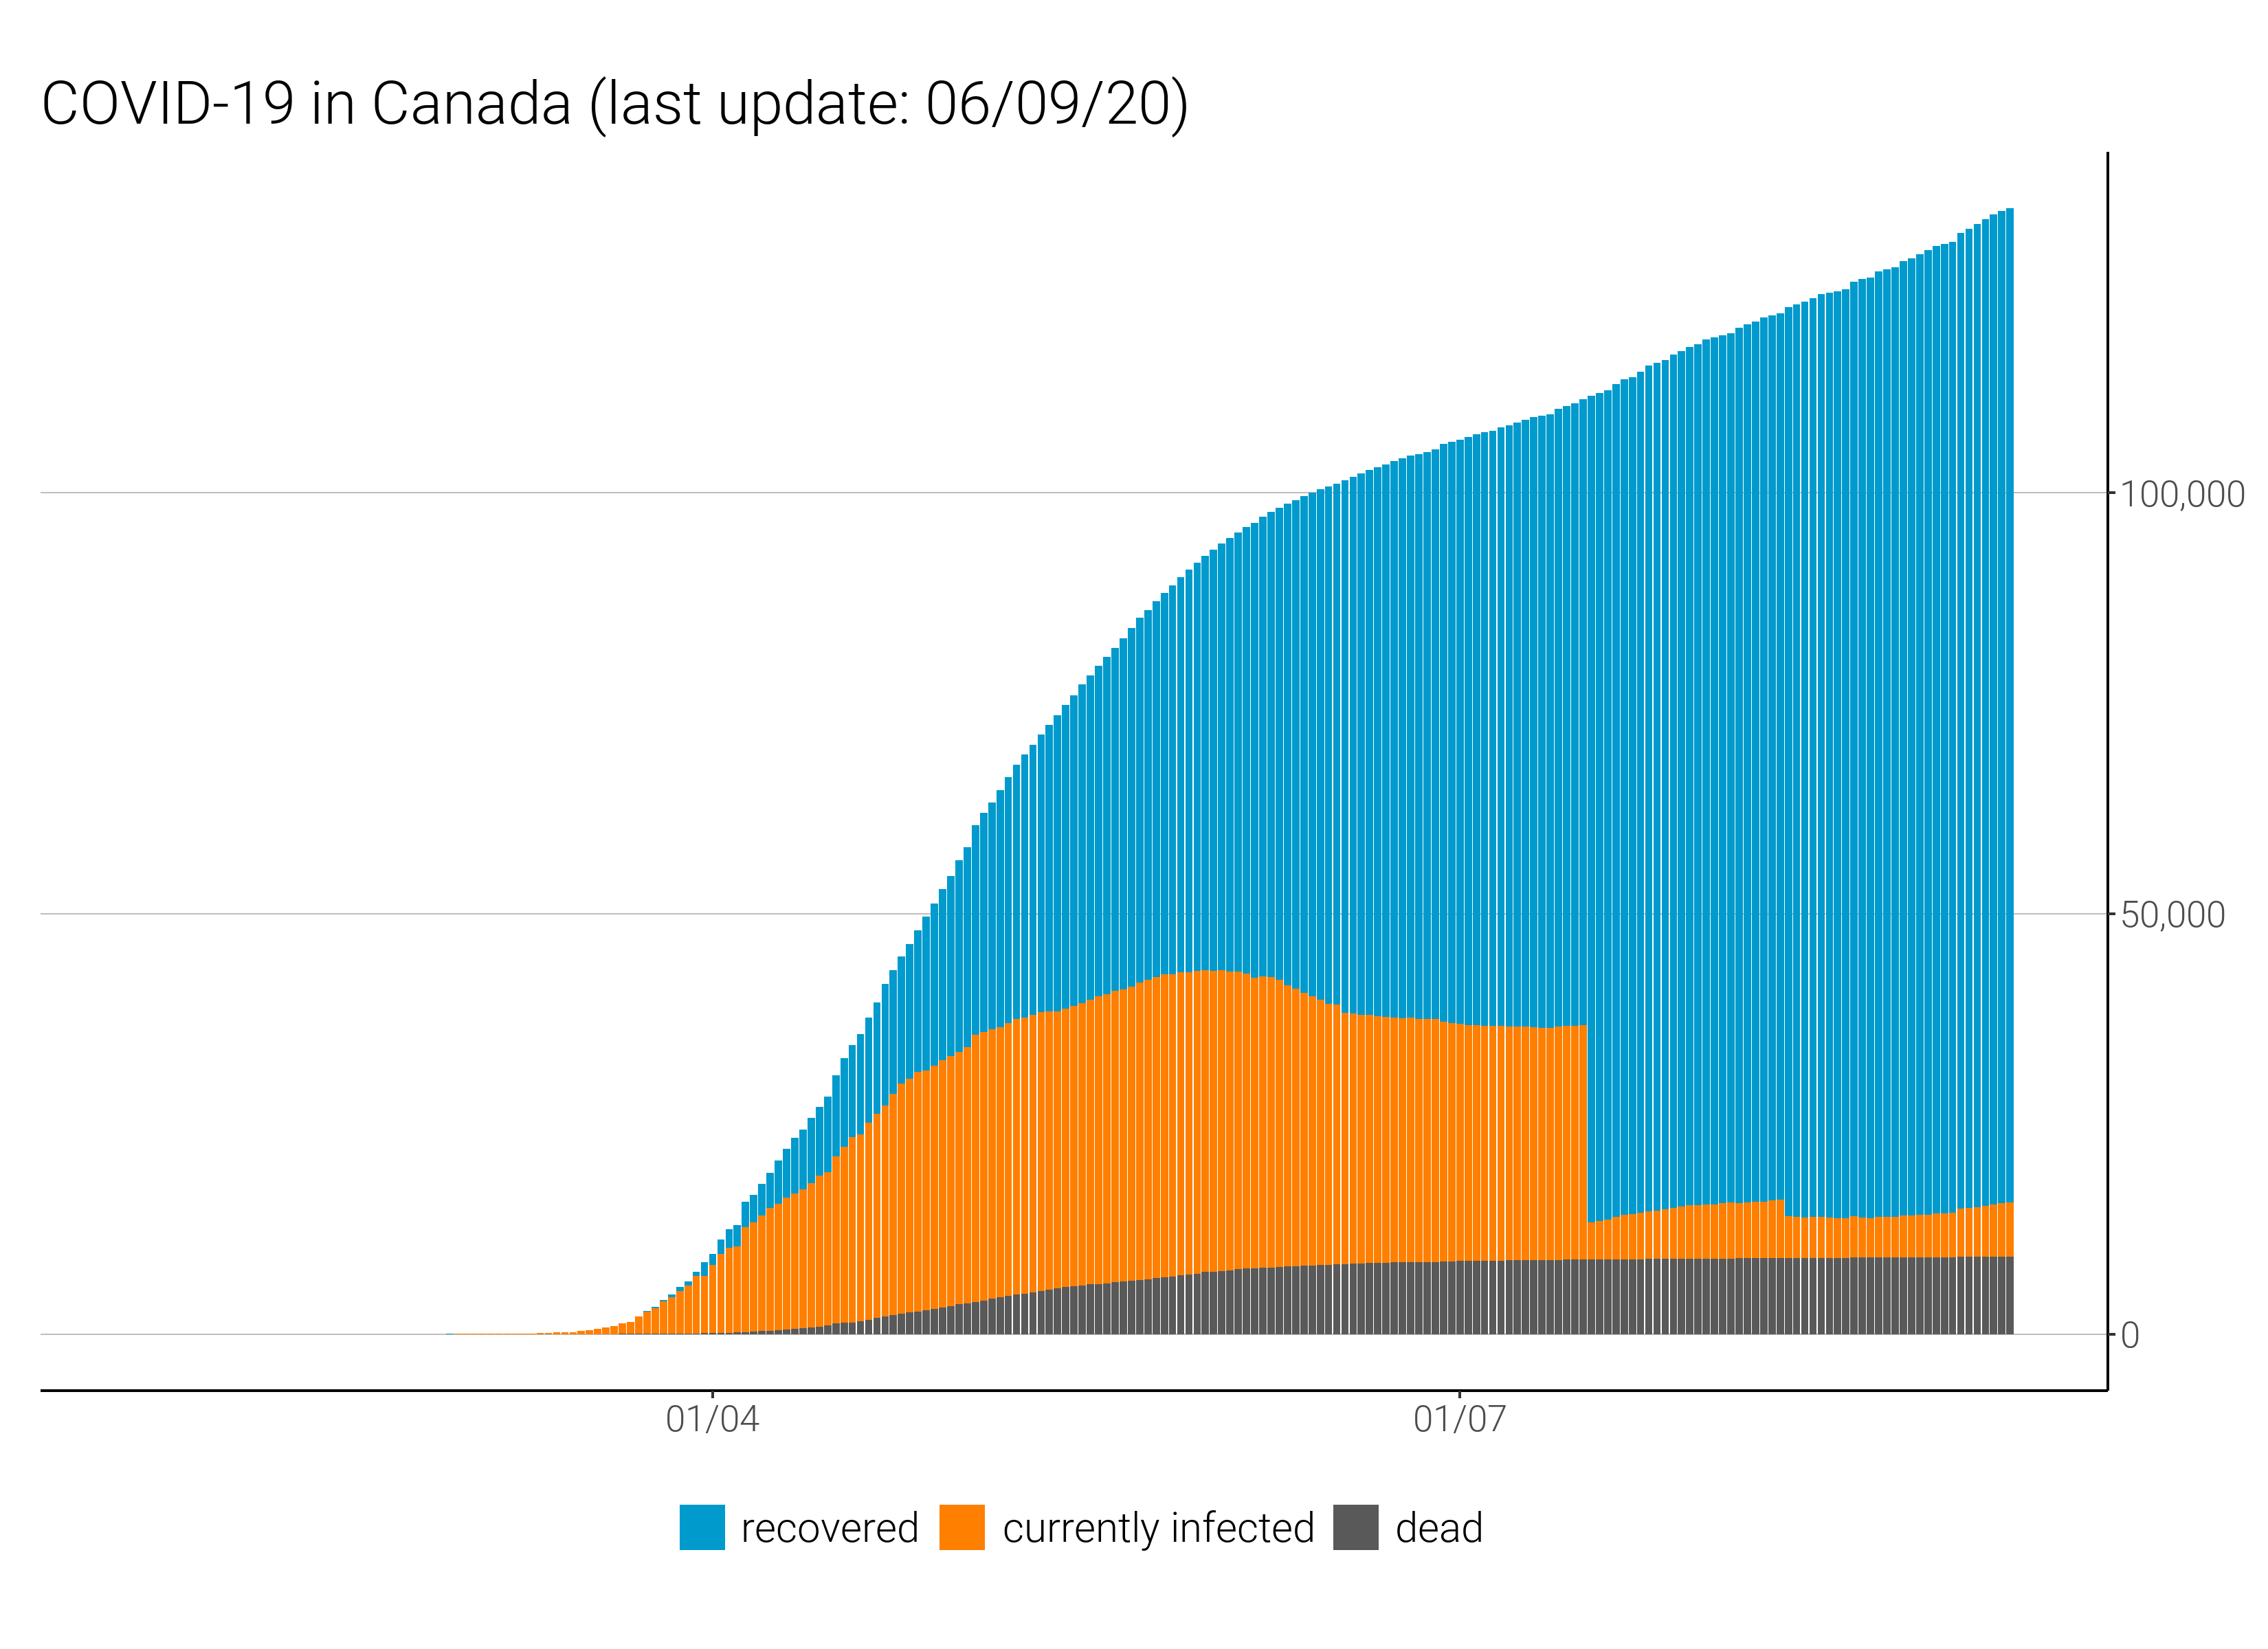 COVID-19 in Canada (last update: 06/09/20)
100,000
50,000
0
01/04 01/07
recovered currently infected dead